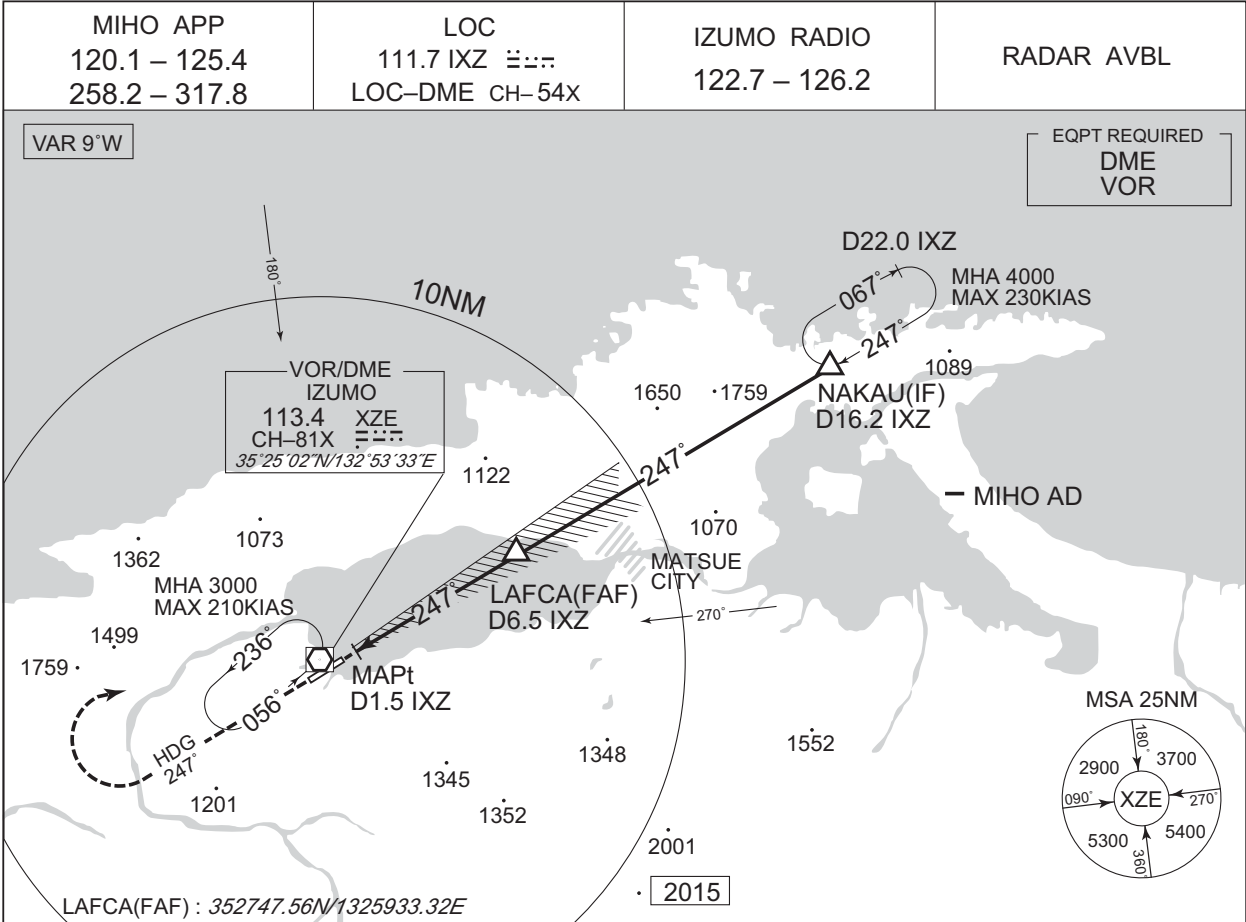 MIHO APP
120.1 – 125.4
258.2 – 317.8
LOC
111.7 IXZ
LOC–DME CH–54X
IZUMO RADIO
122.7 – 126.2
RADAR AVBL
VAR 9°W
EQPT REQUIRED
DME
VOR
180°
10NM
D22.0 IXZ
067°
247°
MHA 4000
MAX 230KIAS
VOR/DME
IZUMO
113.4 XZE
CH–81X
35°25´02˝N/132°53´33˝E
1650
1759
1089
NAKAU(IF)
D16.2 IXZ
247°
1122
MIHO AD
1070
1073
1362
MATSUE
CITY
MHA 3000
MAX 210KIAS
LAFCA(FAF)
D6.5 IXZ
247°
270°
1499
1759
236°
056°
MAPt
D1.5 IXZ
HDG
247°
1201
1345
1348
1352
1552
2001
2015
MSA 25NM
180°
2900
3700
090°
XZE
270°
5300
5400
360°
LAFCA(FAF) : 352747.56N/1325933.32E